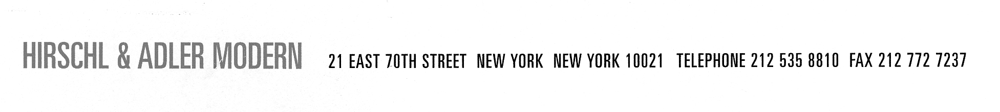 HIRSCHL & ADLER MODERN 21 EAST 70TH STREET NEW YORK NEW YORK 10021 TELEPHONE 212 535 8810 FAX 212 772 7237